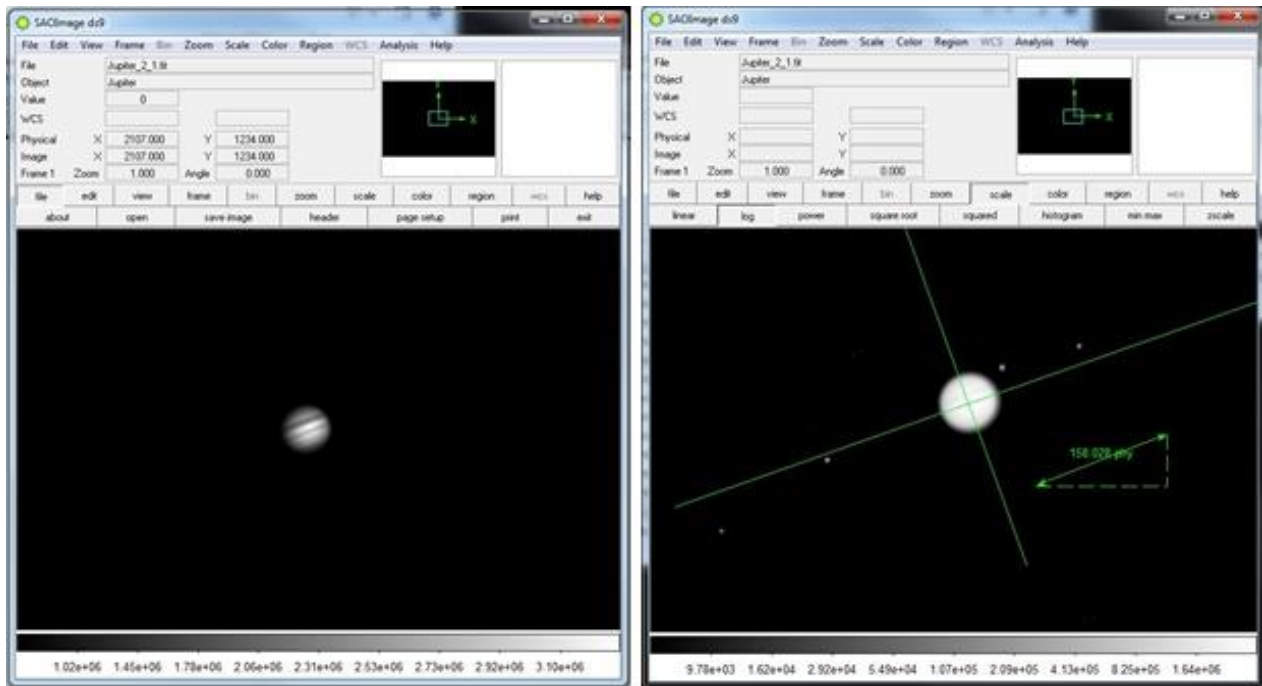 SAOImage ds9
File Edit View Frame Bin Zoom Scale Color Region WCS Analysis Help
File Jupiter_2_1.fit
Object Jupiter
Value 0
WCS
Physical X 2107.000 Y 1234.000
Image X 2107.000 Y 1234.000
Frame 1 Zoom 1.000 Angle 0.000
file edit view frame bin zoom scale color region wcs help
about open save image header page setup print exit
1.02e+06 1.45e+06 1.78e+06 2.06e+06 2.31e+06 2.53e+06 2.73e+06 2.92e+06 3.10e+06
SAOImage ds9
File Edit View Frame Bin Zoom Scale Color Region WCS Analysis Help
File Jupiter_2_1.fit
Object Jupiter
Value
WCS
Physical X Y
Image X Y
Frame 1 Zoom 1.000 Angle 0.000
file edit view frame bin zoom scale color region wcs help
linear log power square root squared histogram min max zscale
158.028 phy
9.78e+03 1.62e+04 2.92e+04 5.49e+04 1.07e+05 2.09e+05 4.13e+05 8.25e+05 1.64e+06